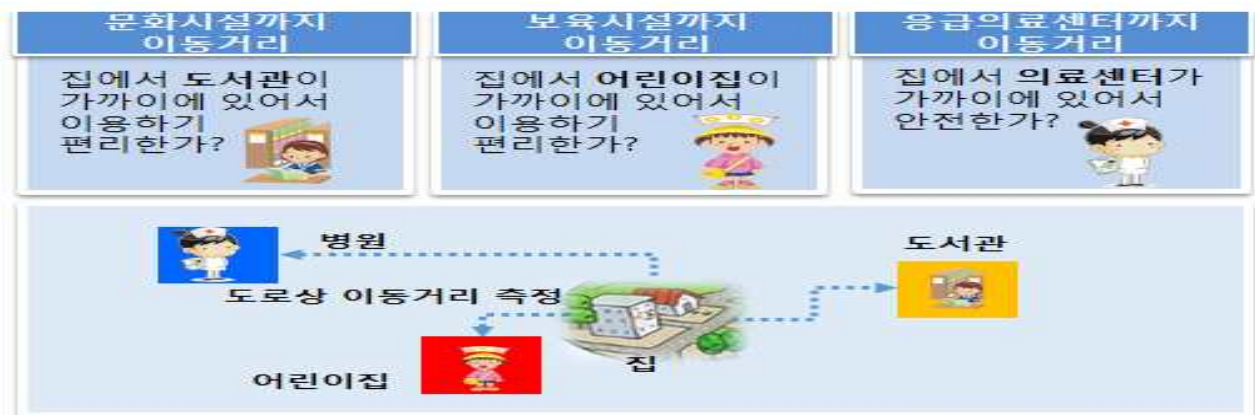 문화시설까지
이동거리
집에서 도서관이
가까이에 있어서
이용하기
편리한가?
보육시설까지
이동거리
집에서 어린이집이
가까이에 있어서
이용하기
편리한가?
응급의료센터까지
이동거리
집에서 의료센터가
가까이에 있어서
안전한가?
병원
도서관
도로상 이동거리 측정
집
어린이집